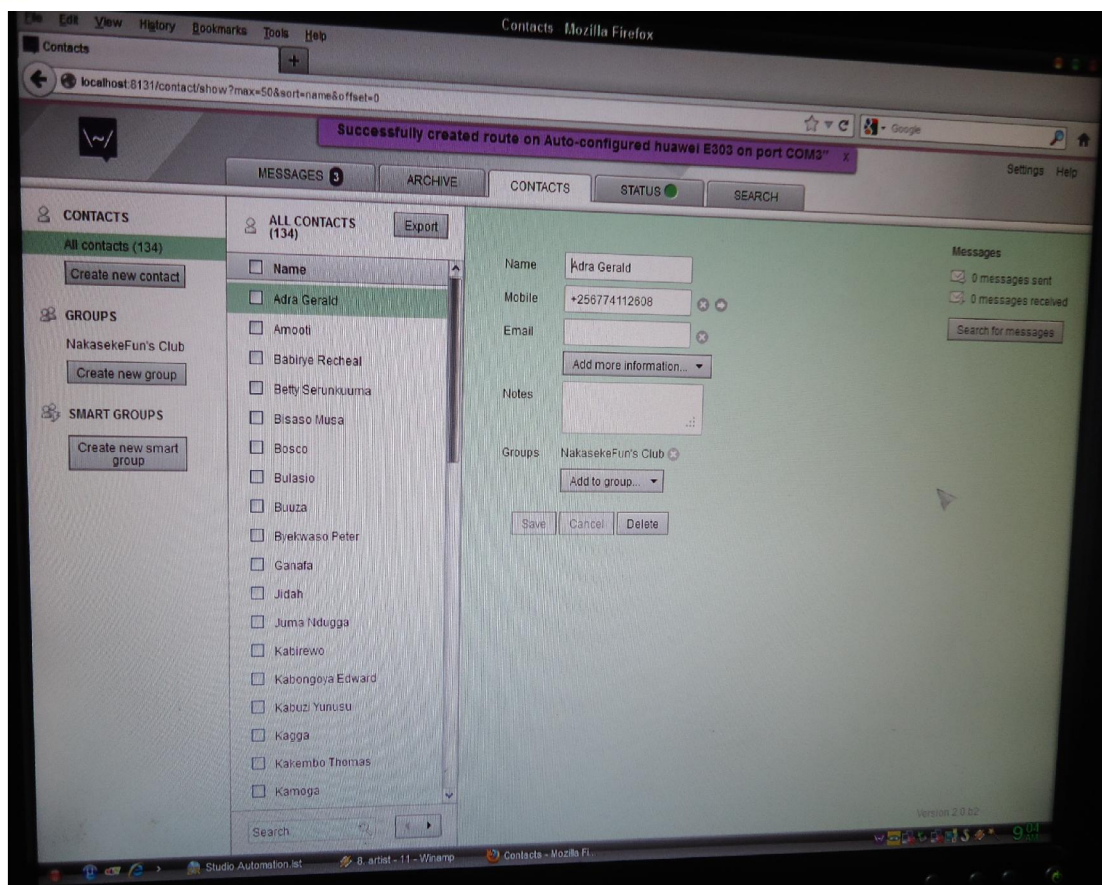 Contacts Mozilla Firefox
File Edit View History Bookmarks Tools Help
Contacts
+
localhost:8131/contact/show?max=50&sort=name&offset=0
Google
\~/
Successfully created route on Auto-configured huawei E303 on port COM3" x
Settings Help
MESSAGES 3 ARCHIVE CONTACTS STATUS SEARCH
CONTACTS
All contacts (134)
Create new contact
GROUPS
NakasekeFun's Club
Create new group
SMART GROUPS
Create new smart
group
ALL CONTACTS
(134)
Export
Name
Adra Gerald
Amooti
Babirye Recheal
Betty Serunkuuma
Bisaso Musa
Bosco
Bulasio
Buuza
Byekwaso Peter
Ganafa
Jidah
Juma Ndugga
Kabirewo
Kabongoya Edward
Kabuzi Yunusu
Kagga
Kakembo Thomas
Kamoga
Search
Name Adra Gerald
Mobile +256774112608
Email
Add more information...
Notes
Groups NakasekeFun's Club
Add to group...
Save Cancel Delete
Messages
0 messages sent
0 messages received
Search for messages
Version 2.0.b2
Studio Automation.lst 8. artist - 11 - Winamp Contacts - Mozilla Fi...
9:04
AM